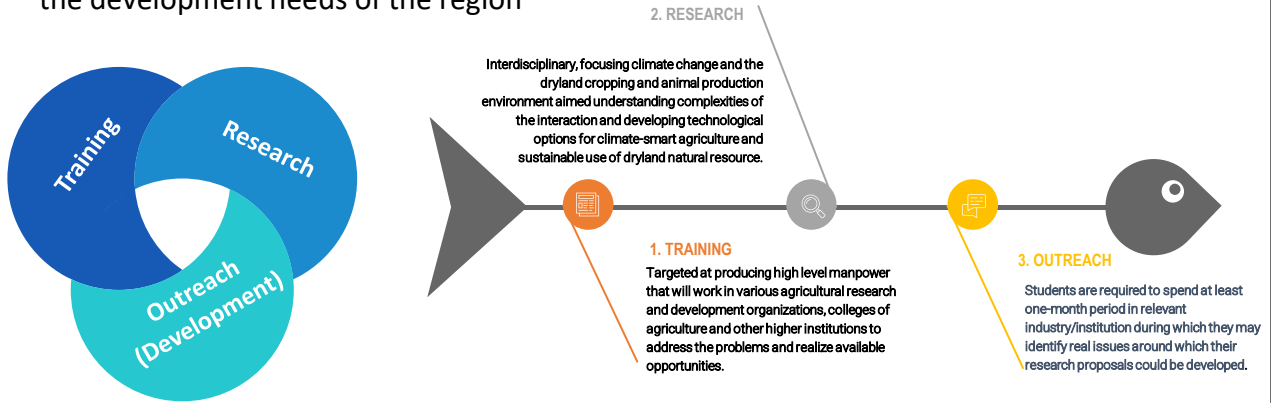 the development needs of the region
Training
Research
Outreach
(Development)
2. RESEARCH
Interdisciplinary, focusing climate change and the
dryland cropping and animal production
environment aimed understanding complexities of
the interaction and developing technological
options for climate-smart agriculture and
sustainable use of dryland natural resource.
1. TRAINING
Targeted at producing high level manpower
that will work in various agricultural research
and development organizations, colleges of
agriculture and other higher institutions to
address the problems and realize available
opportunities.
3. OUTREACH
Students are required to spend at least
one-month period in relevant
industry/institution during which they may
identify real issues around which their
research proposals could be developed.